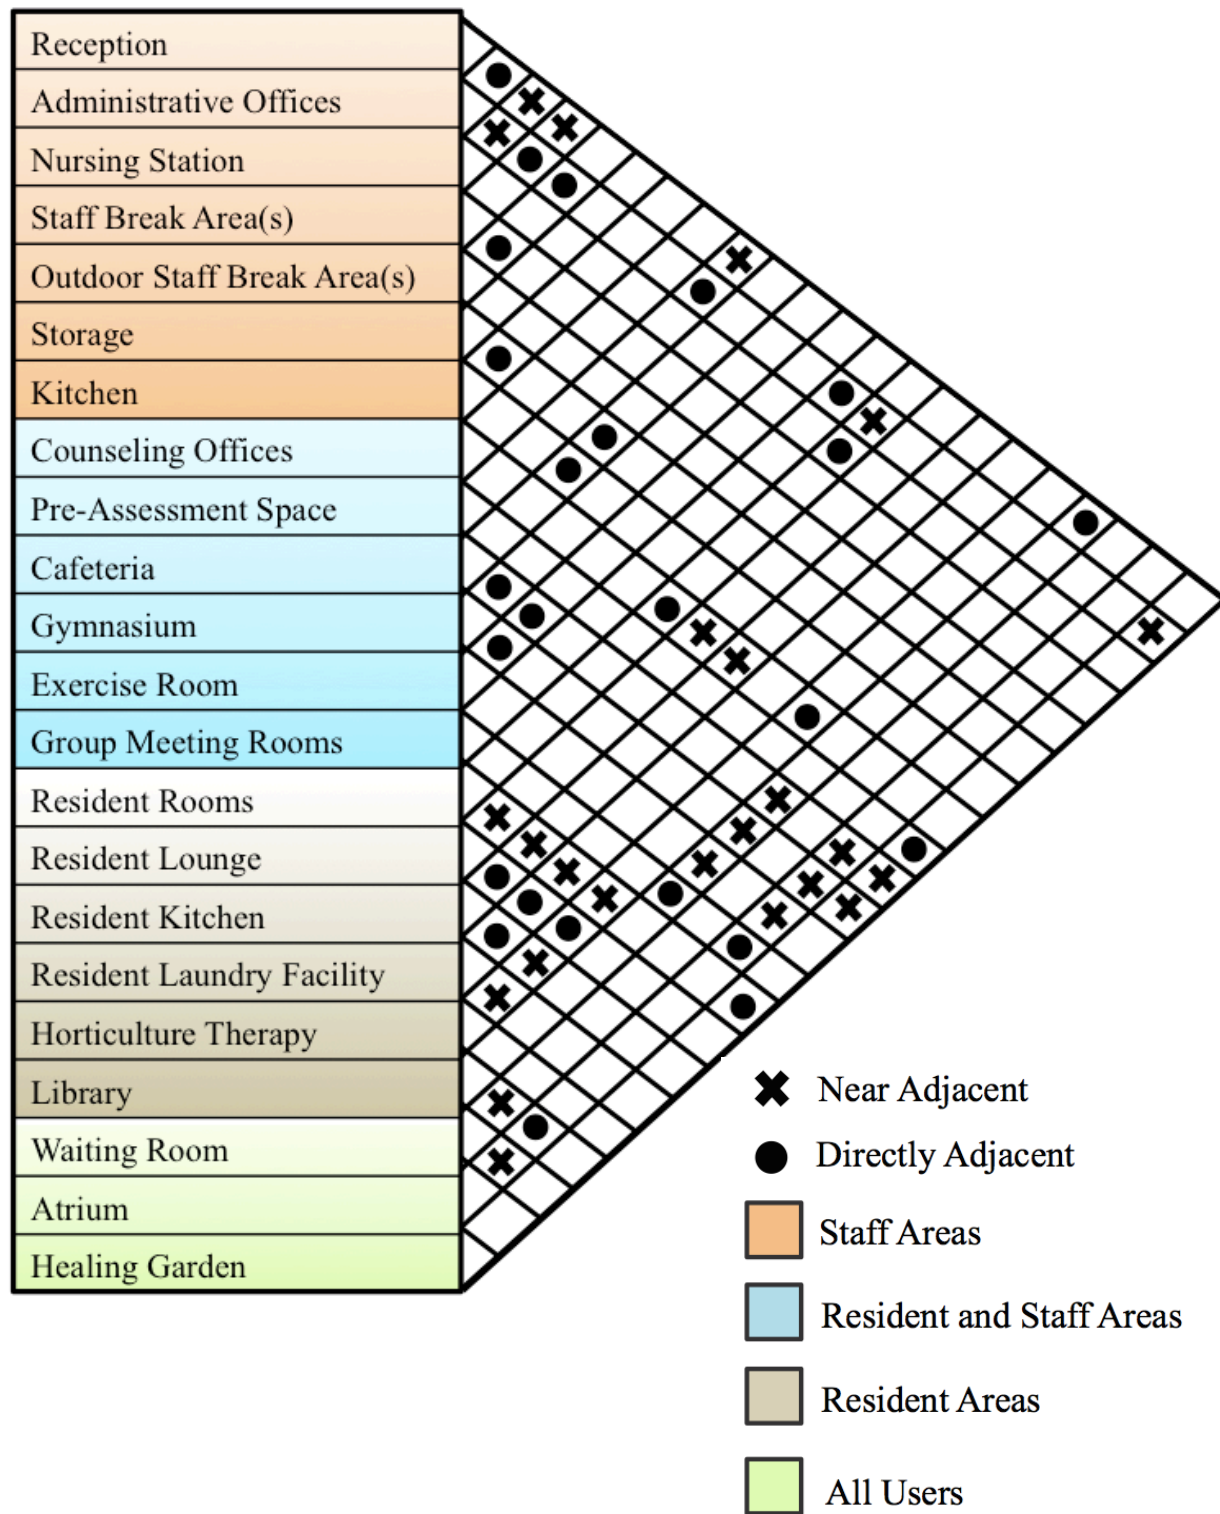 Reception
Administrative Offices
Nursing Station
Staff Break Area(s)
Outdoor Staff Break Area(s)
Storage
Kitchen
Counseling Offices
Pre-Assessment Space
Cafeteria
Gymnasium
Exercise Room
Group Meeting Rooms
Resident Rooms
Resident Lounge
Resident Kitchen
Resident Laundry Facility
Horticulture Therapy
Library
Waiting Room
Atrium
Healing Garden
Near Adjacent
Directly Adjacent
Staff Areas
Resident and Staff Areas
Resident Areas
All Users